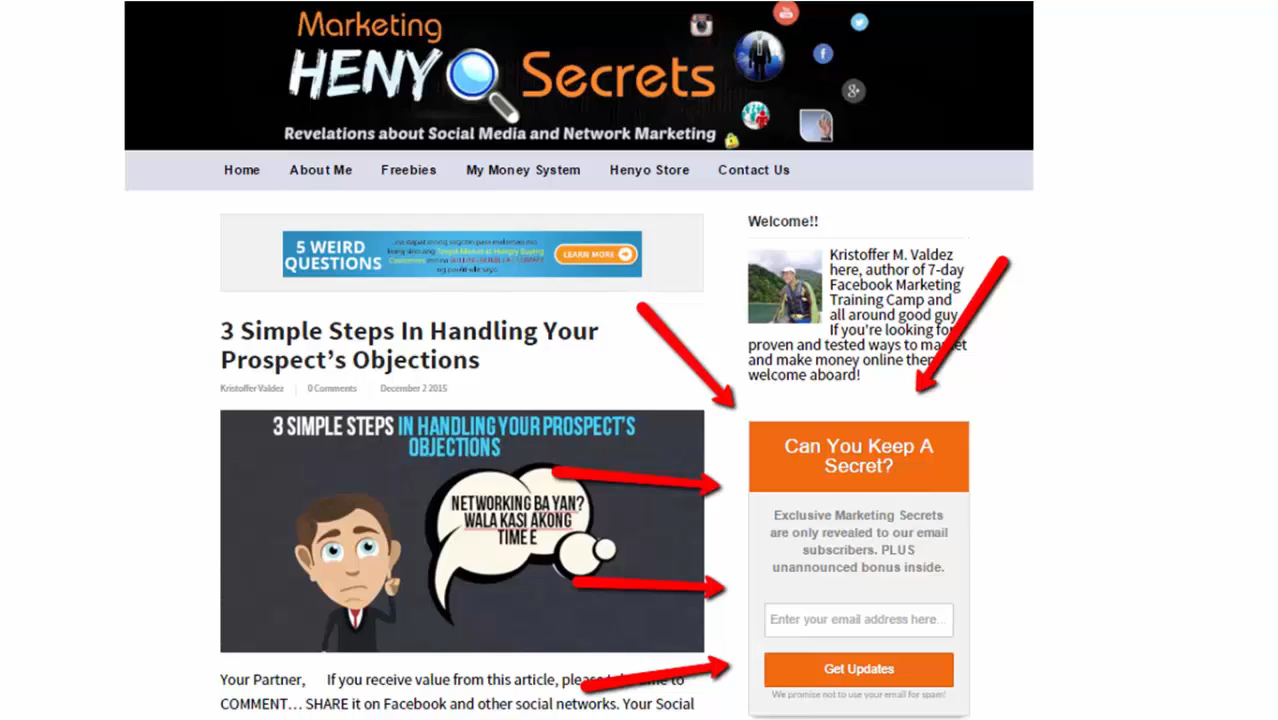 Marketing
HENYO Secrets
Revelations about Social Media and Network Marketing
Home About Me Freebies My Money System Henyo Store Contact Us
5 WEIRD
QUESTIONS
LEARN MORE
3 Simple Steps In Handling Your
Prospect's Objections
Kristoffer Valdez 0 Comments December 2 2015
3 SIMPLE STEPS IN HANDLING YOUR PROSPECT'S
OBJECTIONS
NETWORKING BA YAN?
WALA KASI AKONG
TIME E
Your Partner, If you receive value from this article, to
COMMENT… SHARE it on Facebook and other social networks. Your Social
Welcome!!
Kristoffer M. Valdez
here, author of 7-day
Facebook Marketing
Training Camp and
all around good guy.
If you're looking for
proven and tested ways to market
and make money online then
welcome aboard!
Can You Keep A
Secret?
Exclusive Marketing Secrets
are only revealed to our email
subscribers. PLUS
unannounced bonus inside.
Enter your email address here...
Get Updates
We promise not to use your email for spam!